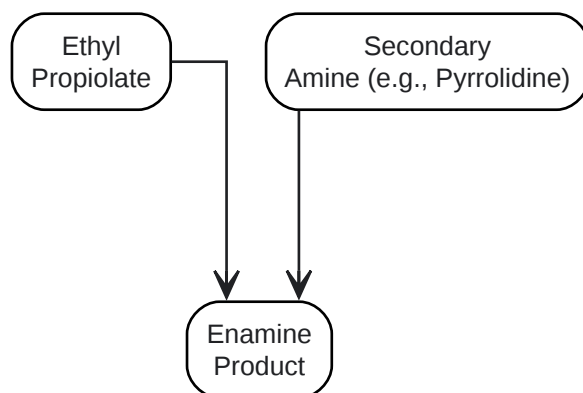 Ethyl
Propiolate
Secondary
Amine (e.g., Pyrrolidine)
Enamine
Product